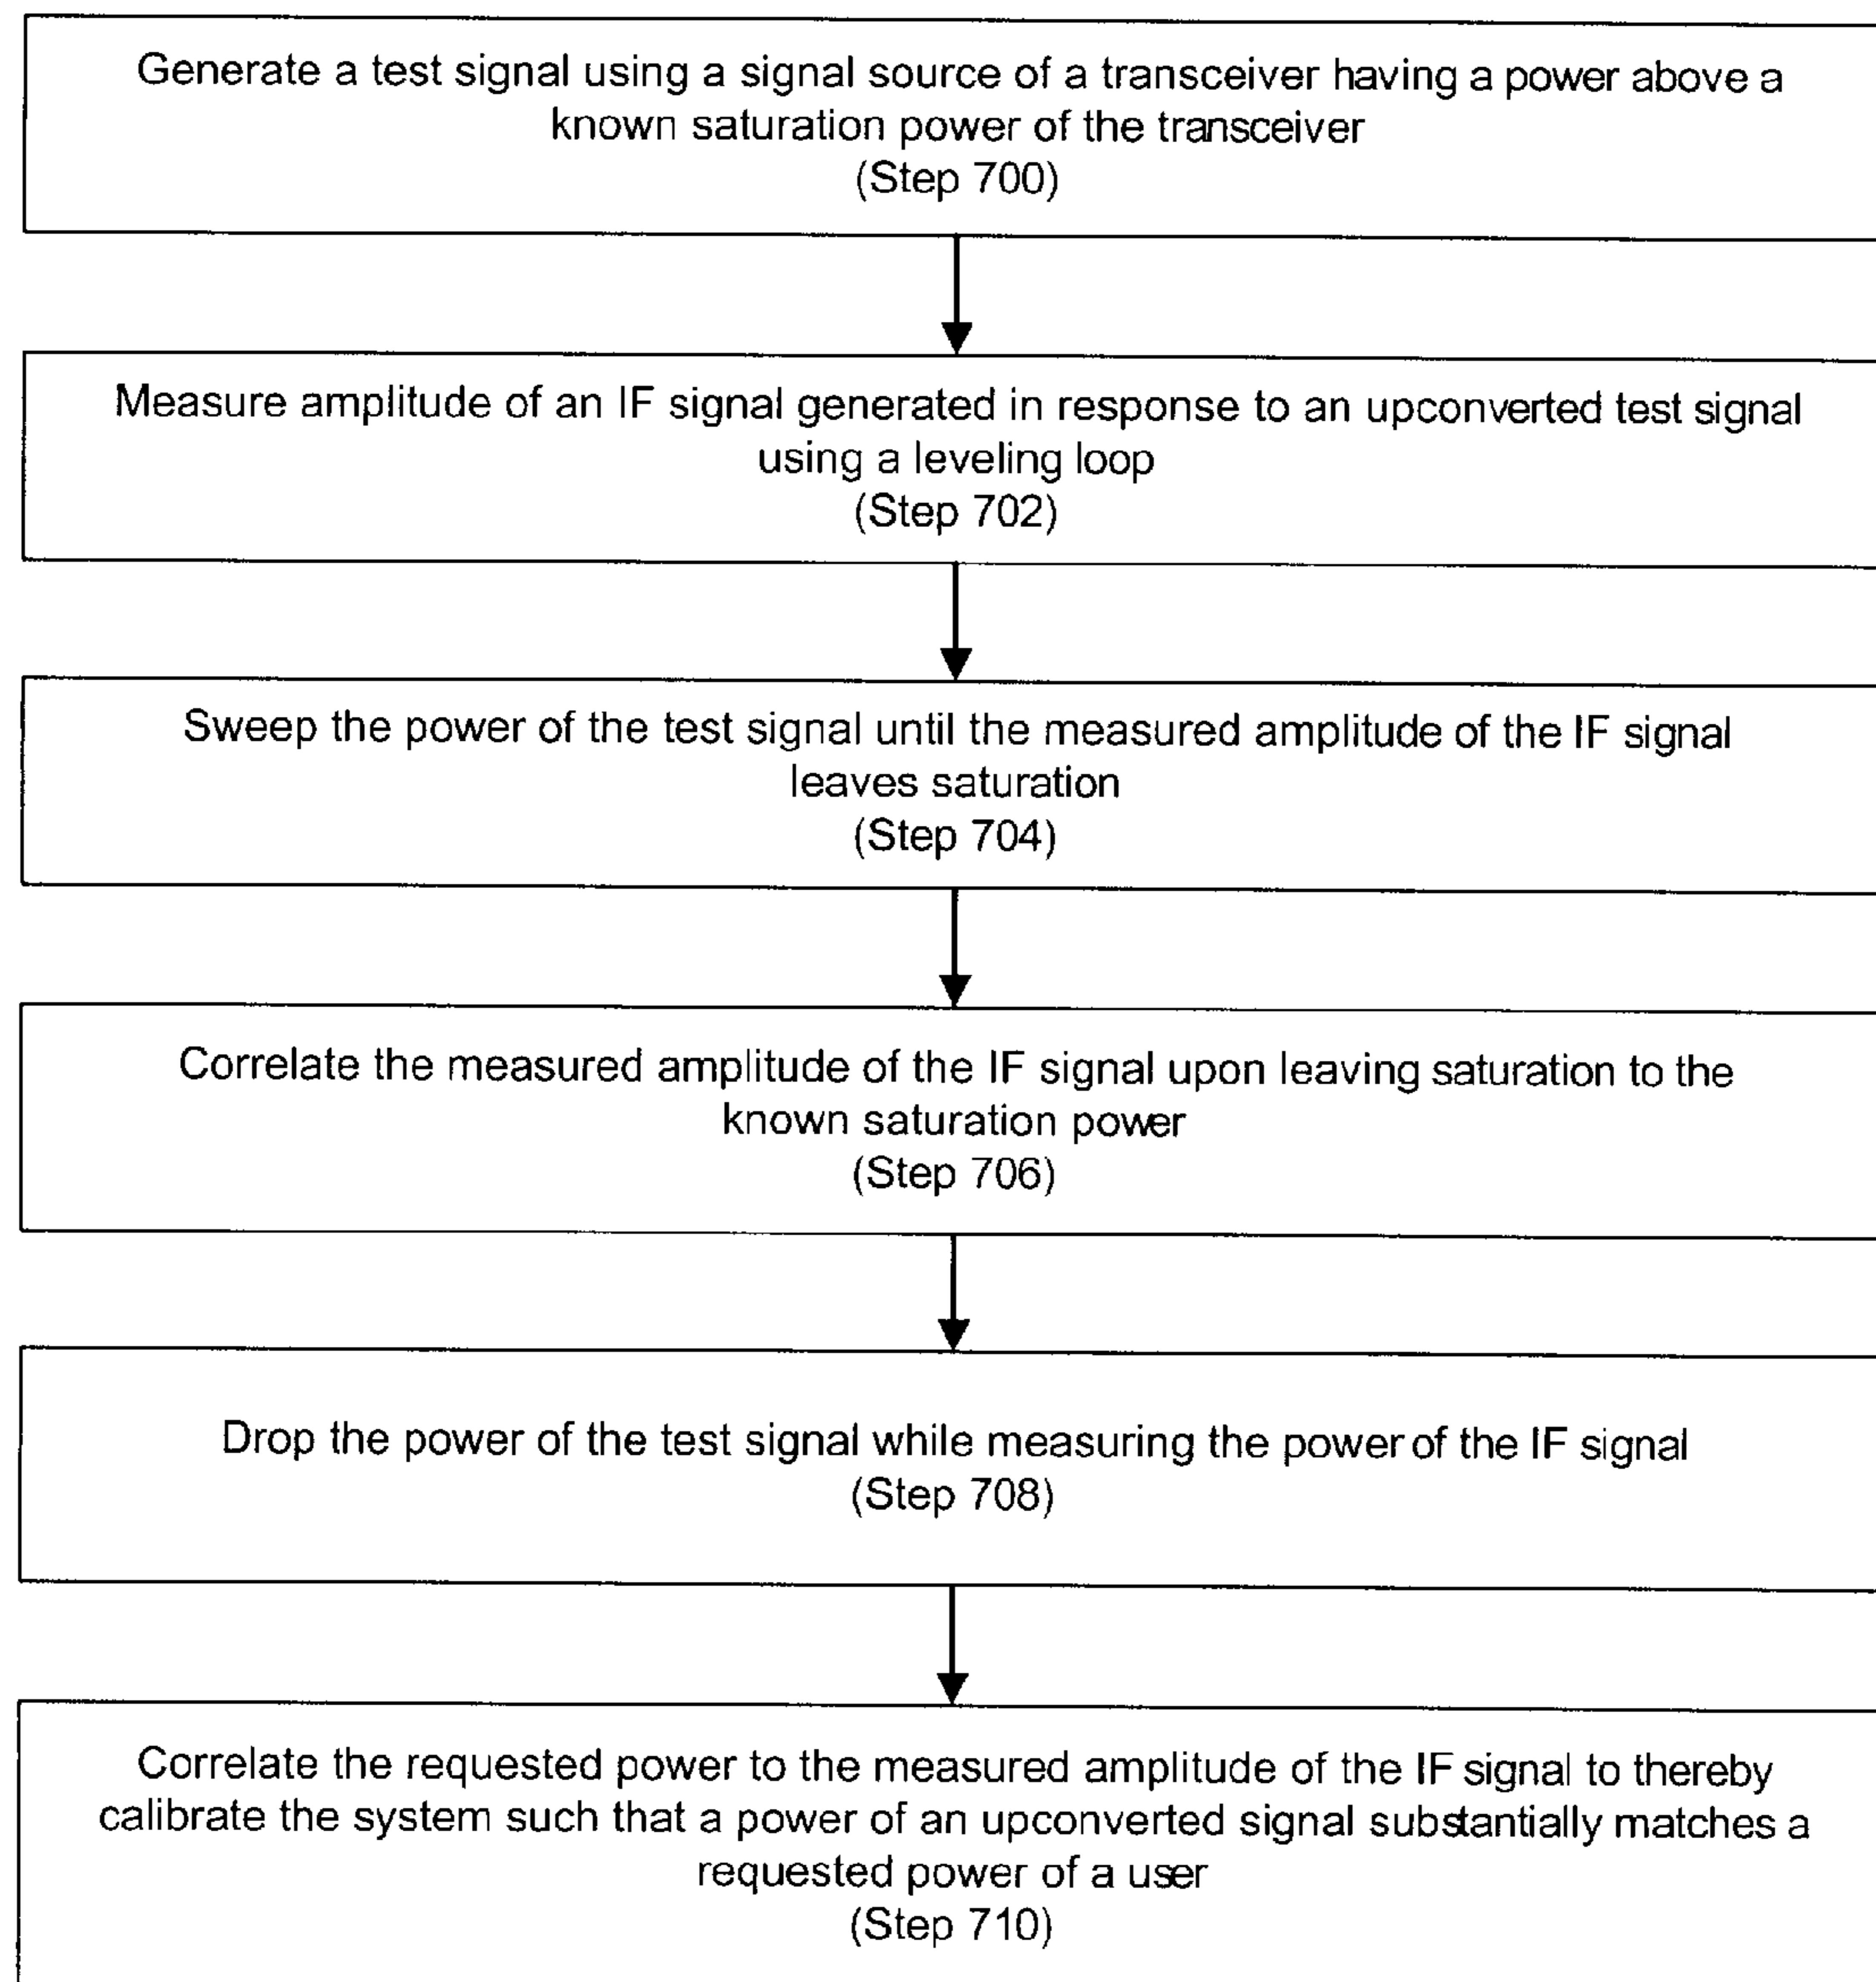 Generate a test signal using a signal source of a transceiver having a power above a
known saturation power of the transceiver
(Step 700)
Measure amplitude of an IF signal generated in response to an upconverted test signal
using a leveling loop
(Step 702)
Sweep the power of the test signal until the measured amplitude of the IF signal
leaves saturation
(Step 704)
Correlate the measured amplitude of the IF signal upon leaving saturation to the
known saturation power
(Step 706)
Drop the power of the test signal while measuring the power of the IF signal
(Step 708)
Correlate the requested power to the measured amplitude of the IF signal to thereby
calibrate the system such that a power of an upconverted signal substantially matches a
requested power of a user
(Step 710)